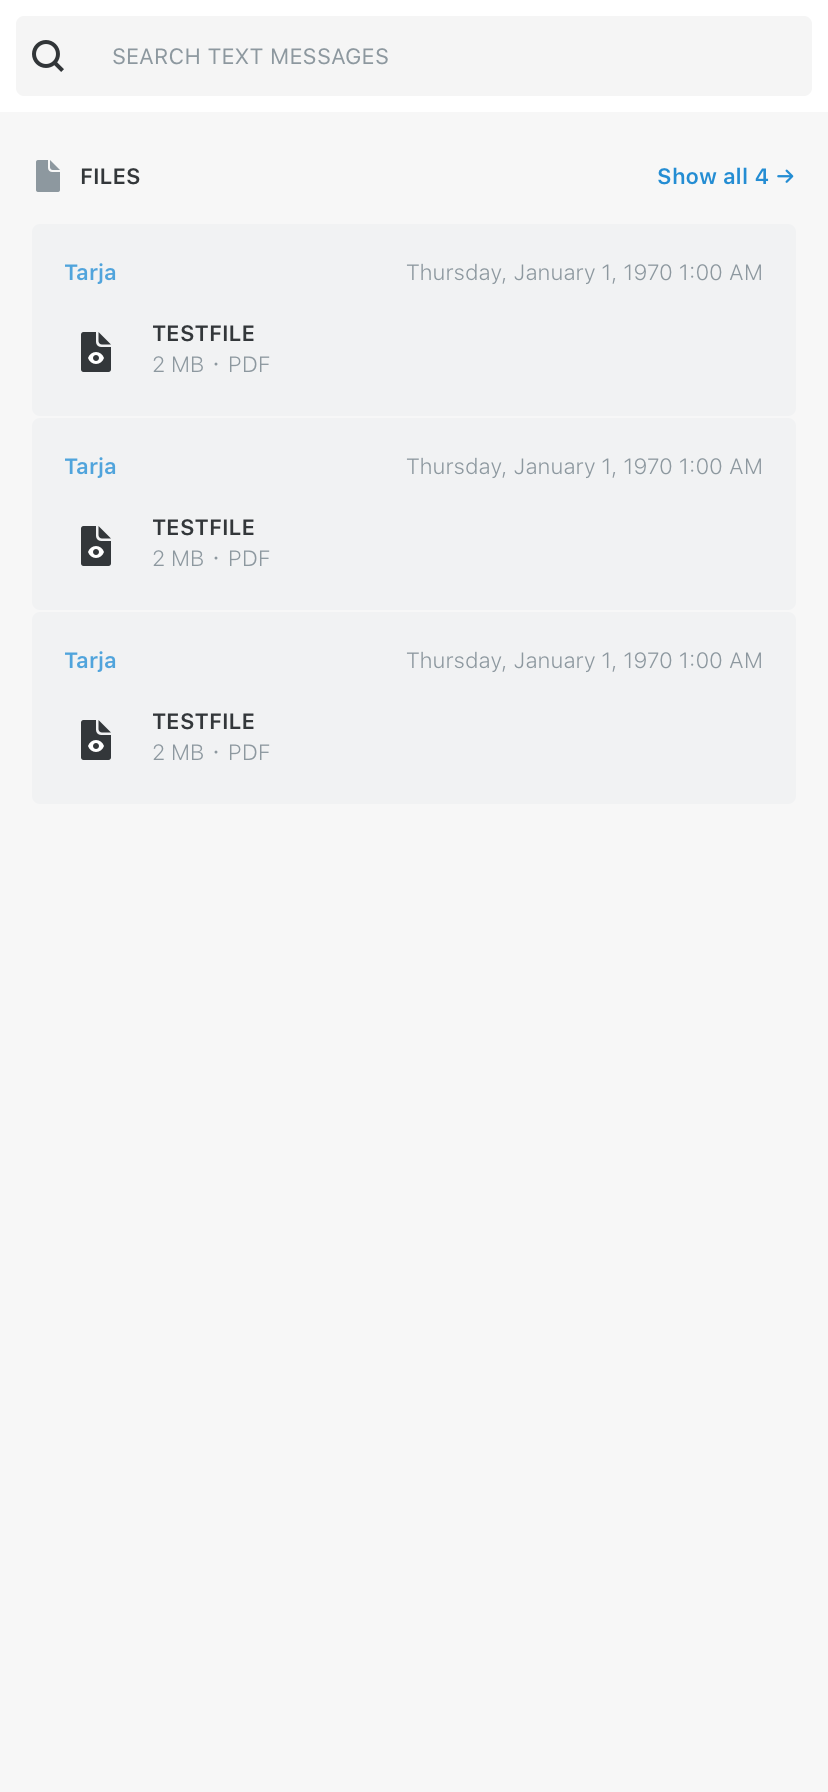 SEARCH TEXT MESSAGES
FILES Show all 4 →
Tarja Thursday, January 1, 1970 1:00 AM
TESTFILE
2 MB · PDF
Tarja Thursday, January 1, 1970 1:00 AM
TESTFILE
2 MB · PDF
Tarja Thursday, January 1, 1970 1:00 AM
TESTFILE
2 MB · PDF